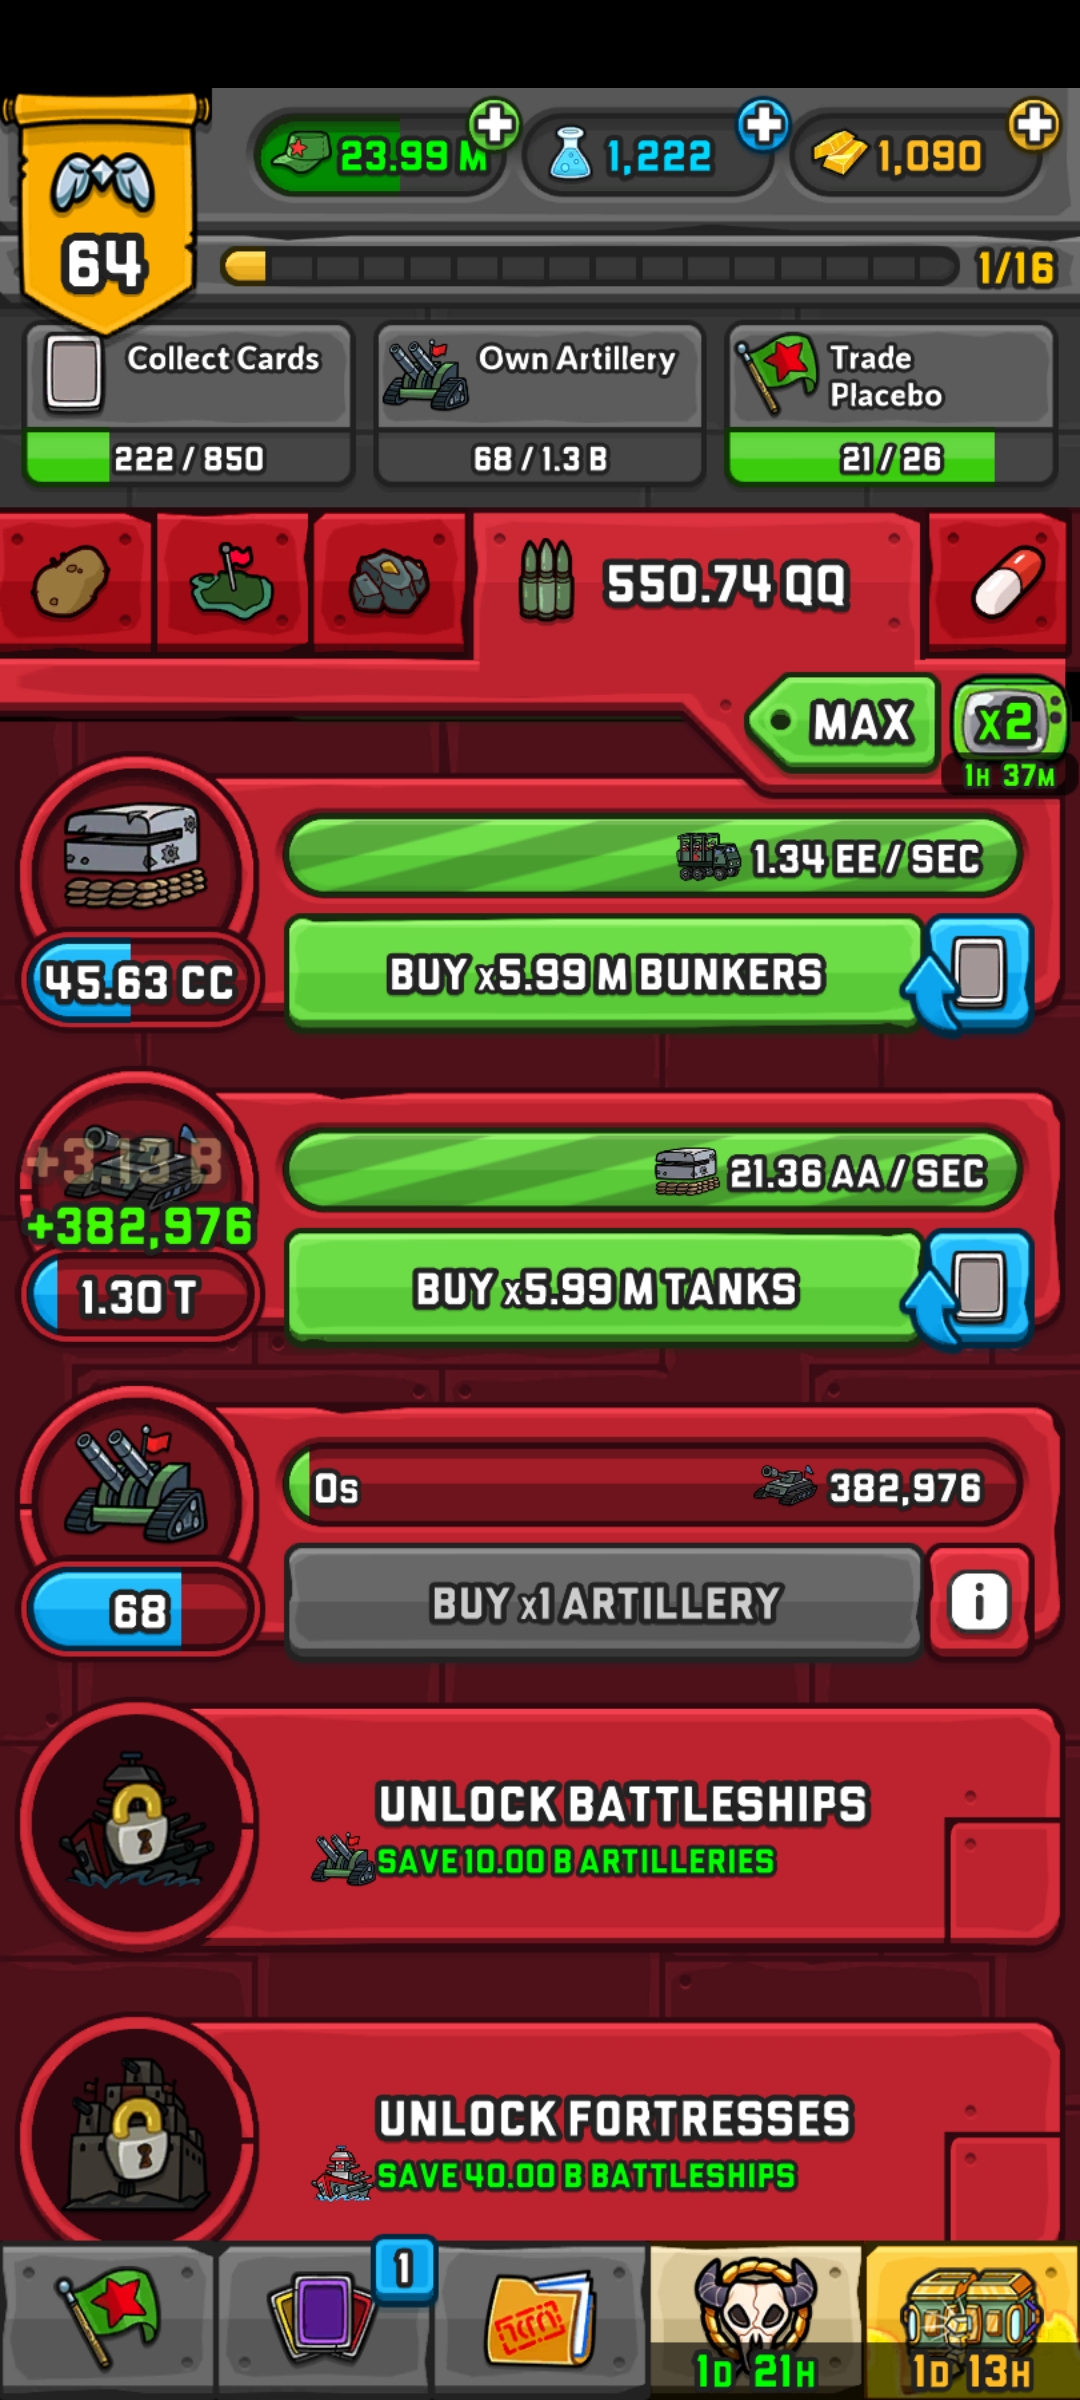 64
23.99 M
1,222
1,090
1/16
Collect Cards
222 / 850
Own Artillery
68 / 1.3 B
Trade
Placebo
21 / 26
550.74 QQ
MAX
x2
1H 37M
1.34 EE / SEC
45.63 CC
BUY x5.99 M BUNKERS
+3.13 B
+382,976
21.36 AA / SEC
1.30 T
BUY x5.99 M TANKS
0s
382,976
68
BUY x1 ARTILLERY
i
UNLOCK BATTLESHIPS
SAVE 10.00 B ARTILLERIES
UNLOCK FORTRESSES
SAVE 40.00 B BATTLESHIPS
1
1D 21H
1D 13H